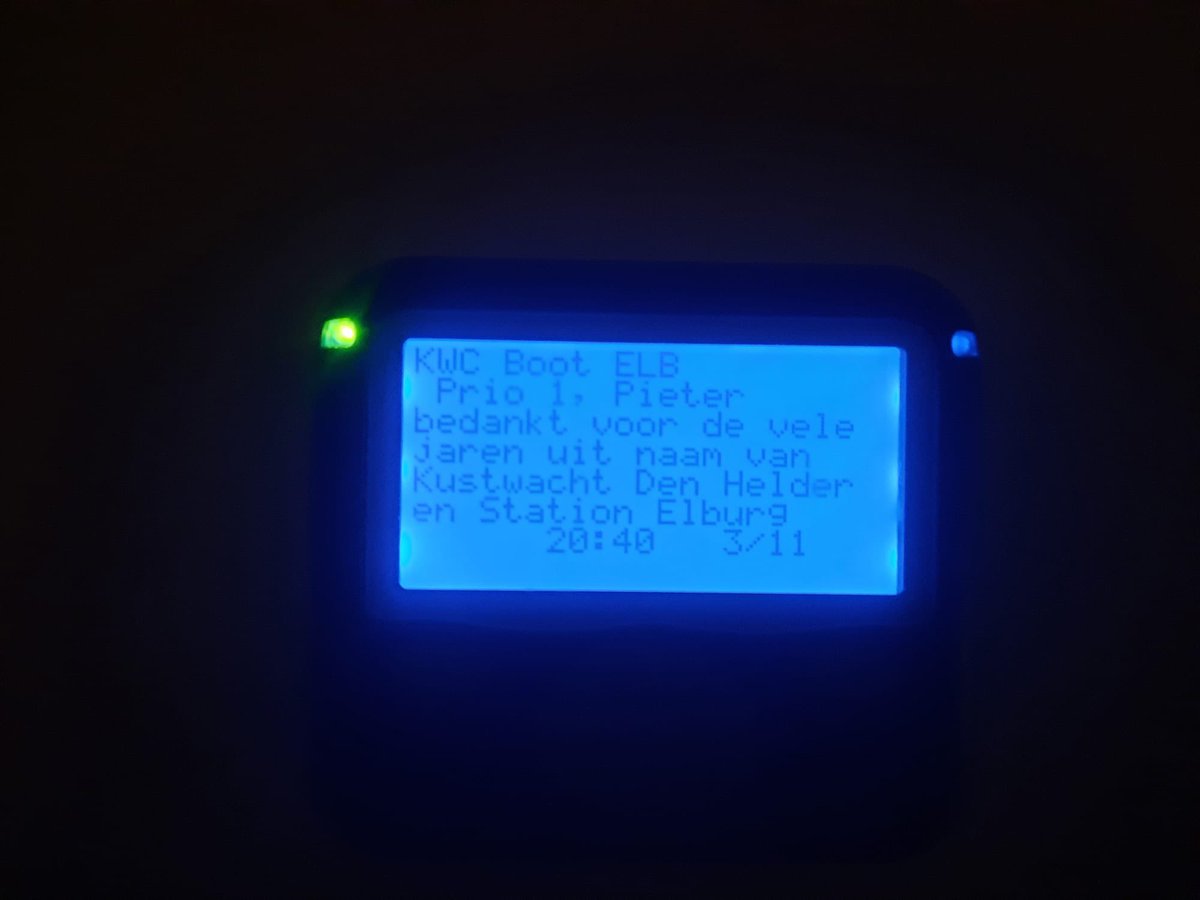 KWC Boot ELB
Prio 1, Pieter
bedankt voor de vele
jaren uit naam van
Kustwacht Den Helder
en Station Elburg
20:40 3/11